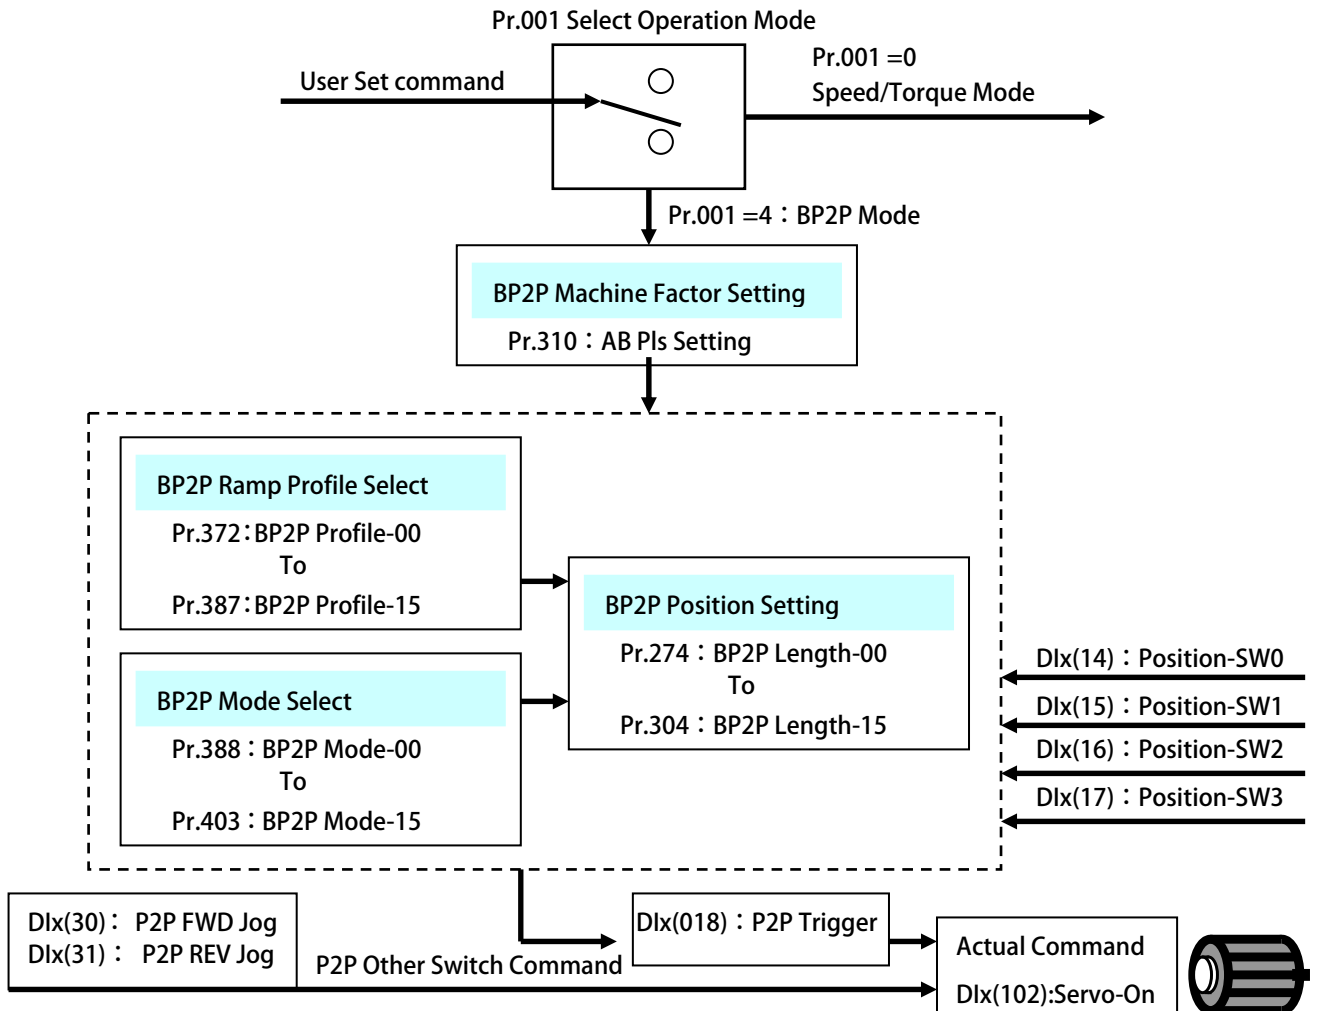 Pr.001 Select Operation Mode
User Set command
Pr.001 =0
Speed/Torque Mode
Pr.001 =4：BP2P Mode
BP2P Machine Factor Setting
Pr.310：AB Pls Setting
BP2P Ramp Profile Select
Pr.372：BP2P Profile-00
To
Pr.387：BP2P Profile-15
BP2P Mode Select
Pr.388：BP2P Mode-00
To
Pr.403：BP2P Mode-15
BP2P Position Setting
Pr.274：BP2P Length-00
To
Pr.304：BP2P Length-15
DIx(14)：Position-SW0
DIx(15)：Position-SW1
DIx(16)：Position-SW2
DIx(17)：Position-SW3
DIx(30)： P2P FWD Jog
DIx(31)： P2P REV Jog
P2P Other Switch Command
DIx(018)：P2P Trigger
Actual Command
DIx(102):Servo-On